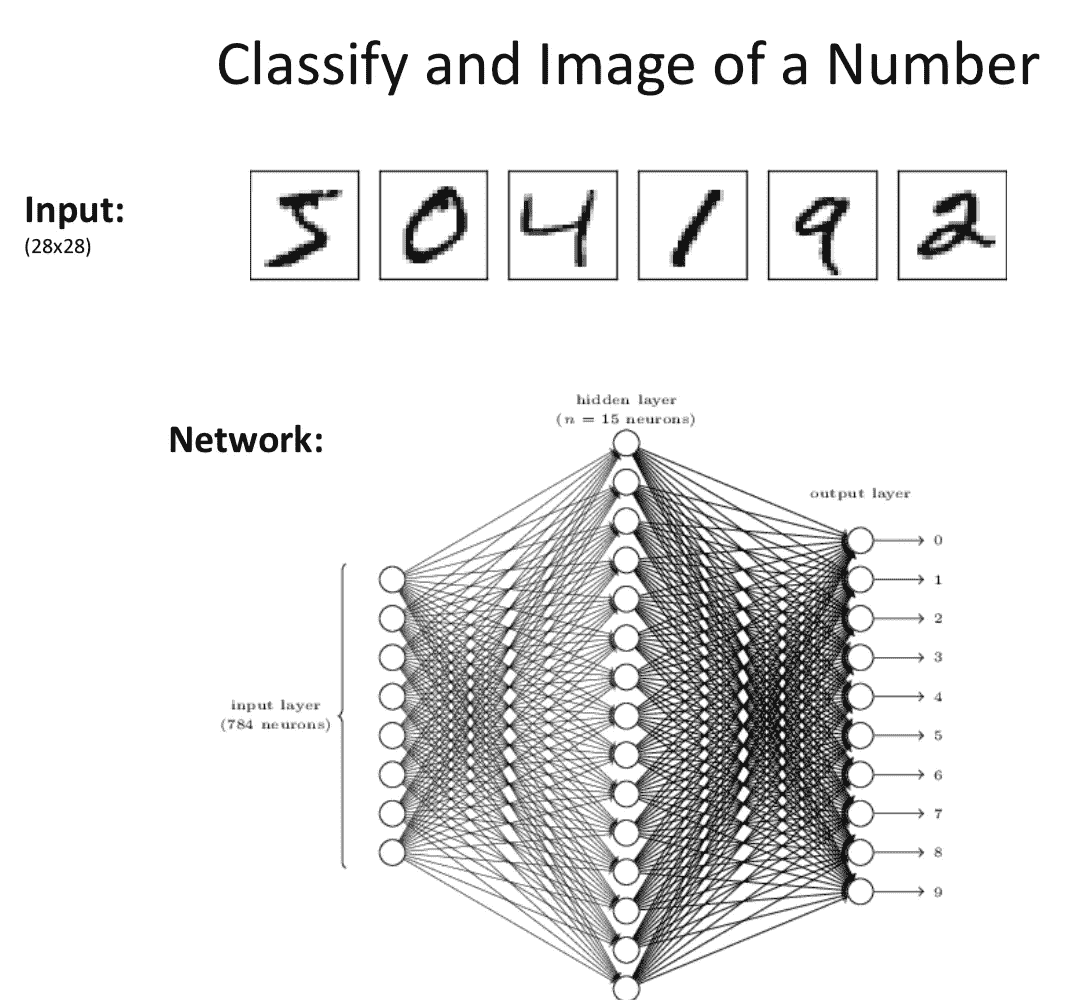 Classify and Image of a Number
Input:
(28x28)
5 0 4 1 9 2
Network:
hidden layer
(n = 15 neurons)
output layer
0
1
2
3
4
5
6
7
8
9
input layer
(784 neurons)